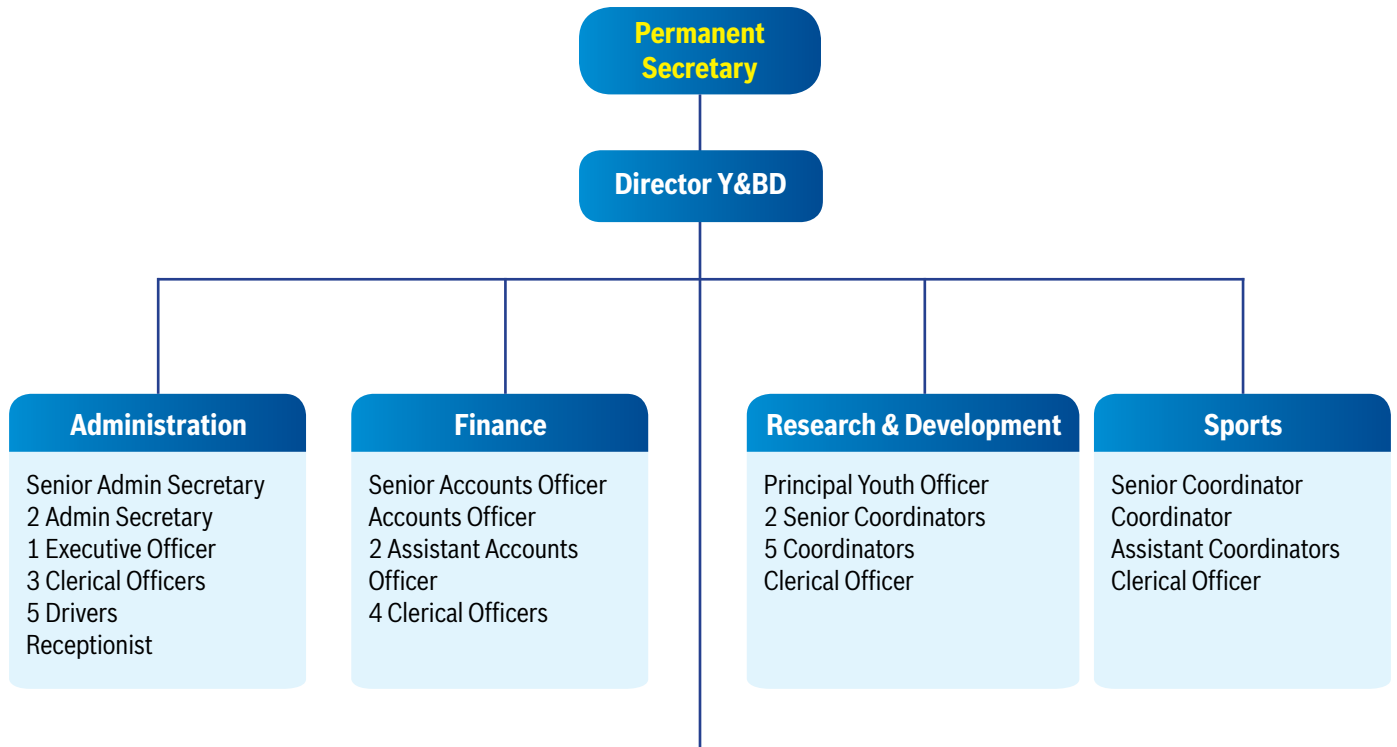 Permanent
Secretary
Director Y&BD
Administration
Senior Admin Secretary
2 Admin Secretary
1 Executive Officer
3 Clerical Officers
5 Drivers
Receptionist
Finance
Senior Accounts Officer
Accounts Officer
2 Assistant Accounts
Officer
4 Clerical Officers
Research & Development
Principal Youth Officer
2 Senior Coordinators
5 Coordinators
Clerical Officer
Sports
Senior Coordinator
Coordinator
Assistant Coordinators
Clerical Officer